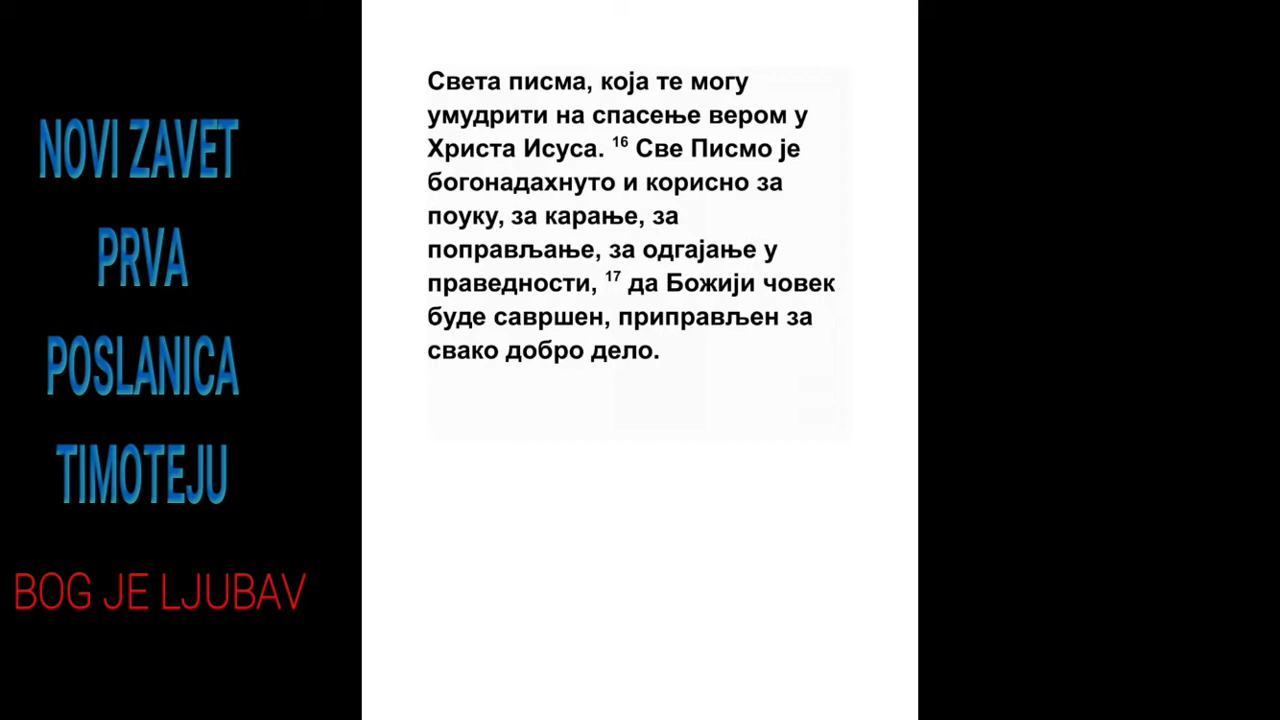 NOVI ZAVET
PRVA
POSLANICA
TIMOTEJU
BOG JE LJUBAV
Света писма, која те могу
умудрити на спасење вером у
Христа Исуса. 16 Све Писмо је
богонадахнуто и корисно за
поуку, за карање, за
поправљање, за одгајање у
праведности, 17 да Божији човек
буде савршен, приправљен за
свако добро дело.